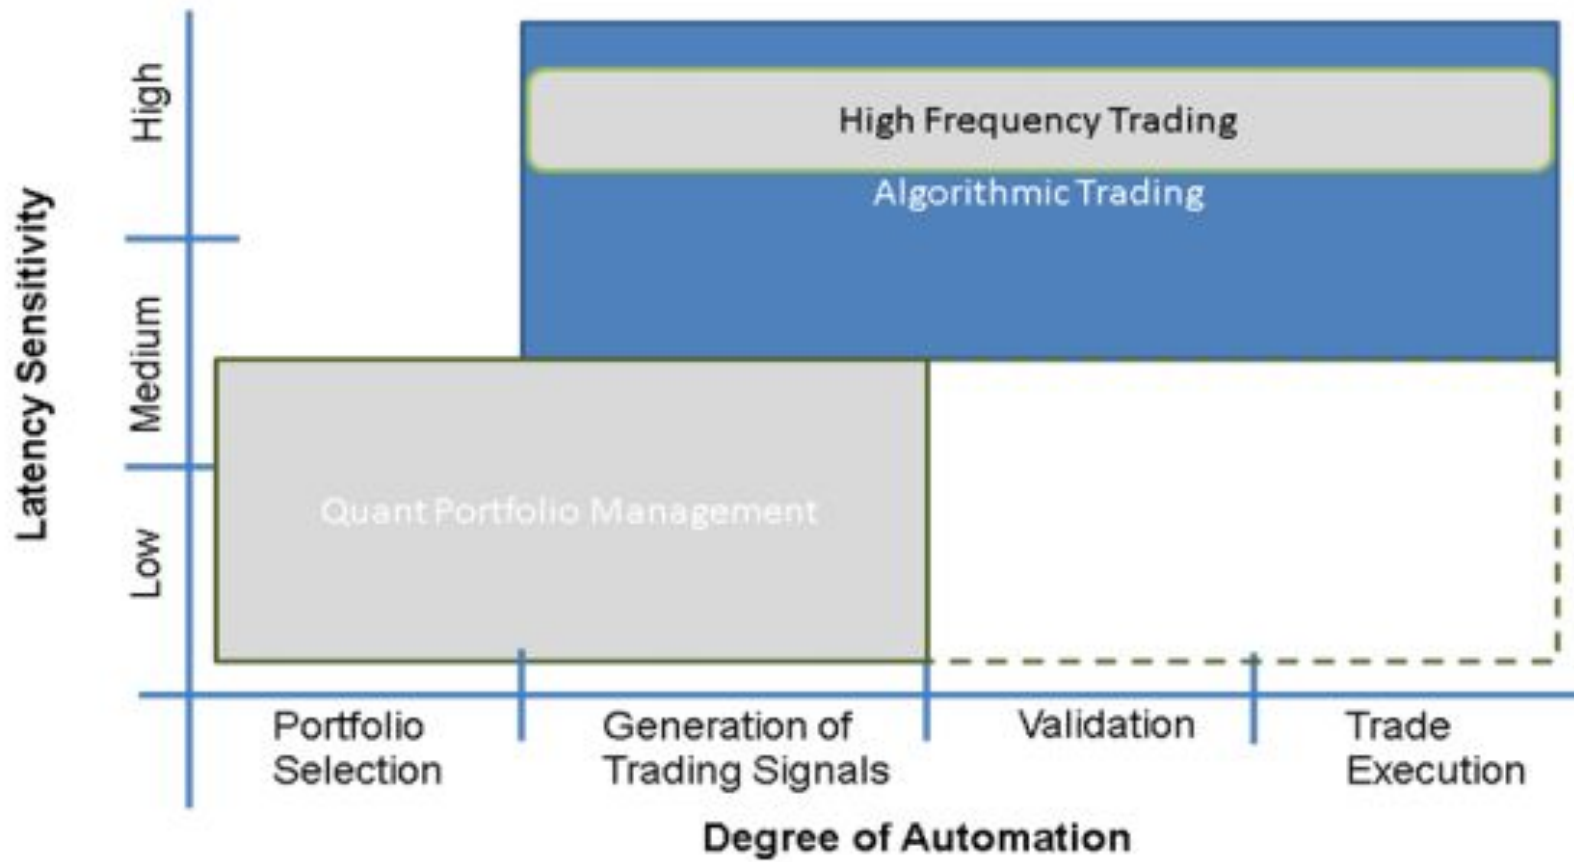 High Frequency Trading
Algorithmic Trading
Quant Portfolio Management
Latency Sensitivity
High
Medium
Low
Portfolio
Selection
Generation of
Trading Signals
Validation
Trade
Execution
Degree of Automation